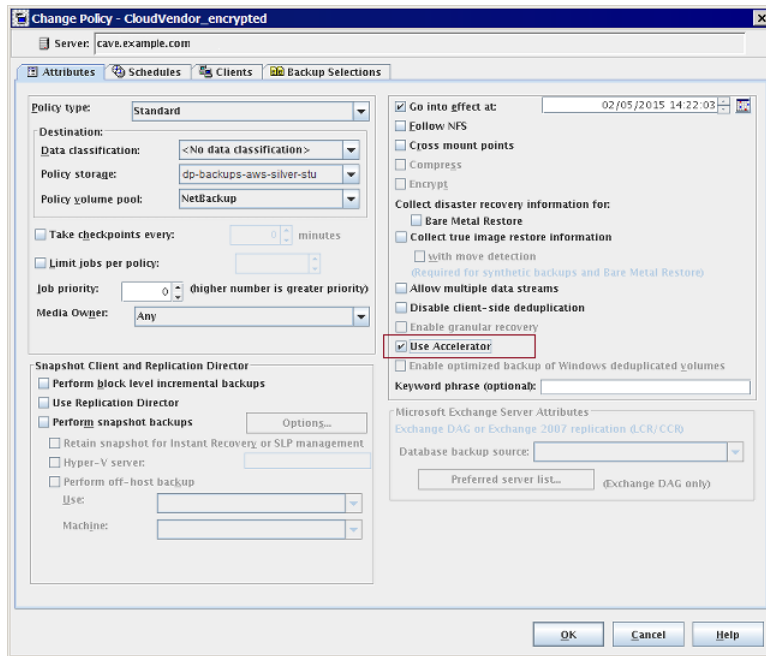 Change Policy - CloudVendor_encrypted
Server: cave.example.com
Attributes Schedules Clients Backup Selections
Policy type: Standard
Destination:
Data classification: <No data classification>
Policy storage: dp-backups-aws-silver-stu
Policy volume pool: NetBackup
Take checkpoints every: 0 minutes
Limit jobs per policy:
Job priority: 0 (higher number is greater priority)
Media Owner: Any
Snapshot Client and Replication Director
Perform block level incremental backups
Use Replication Director
Perform snapshot backups Options...
Retain snapshot for Instant Recovery or SLP management
Hyper-V server:
Perform off-host backup
Use:
Machine:
Go into effect at: 02/05/2015 14:22:03
Follow NFS
Cross mount points
Compress
Encrypt
Collect disaster recovery information for:
Bare Metal Restore
Collect true image restore information
with move detection
(Required for synthetic backups and Bare Metal Restore)
Allow multiple data streams
Disable client-side deduplication
Enable granular recovery
Use Accelerator
Enable optimized backup of Windows deduplicated volumes
Keyword phrase (optional):
Microsoft Exchange Server Attributes
Exchange DAG or Exchange 2007 replication (LCR/CCR)
Database backup source:
Preferred server list... (Exchange DAG only)
OK Cancel Help